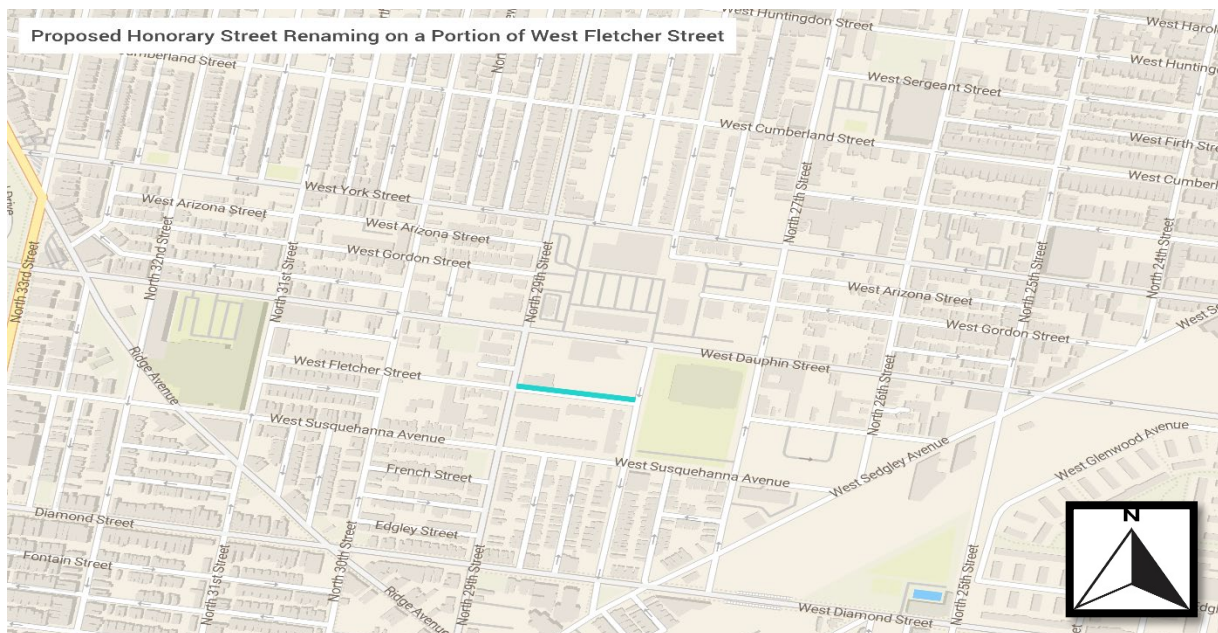 Proposed Honorary Street Renaming on a Portion of West Fletcher Street
West Huntingdon Street
West
West Huntin
Cumberland Street
West Sergeant Street
West Cumberland Street
West Firth Stre
West Cumberl
West York Street
North 27th Street
West Arizona Street
West Arizona Street
West Gordon Street
North 33rd Street
North 32nd Street
North 31st Street
North 29th Street
North 25th Street
North 24th Street
West Arizona Street
West Gordon Street
West S
Ridge Avenue
West Fletcher Street
West Dauphin Street
North 26th Street
West Susquehanna Avenue
West Susquehanna Avenue
West Sedgley Avenue
West Glenwood Avenue
French Street
Diamond Street
Edgley Street
Fontain Street
North 31st Street
North 30th Street
Ridge Avenue
North 29th Street
West Diamond Street
North 25th Street
N